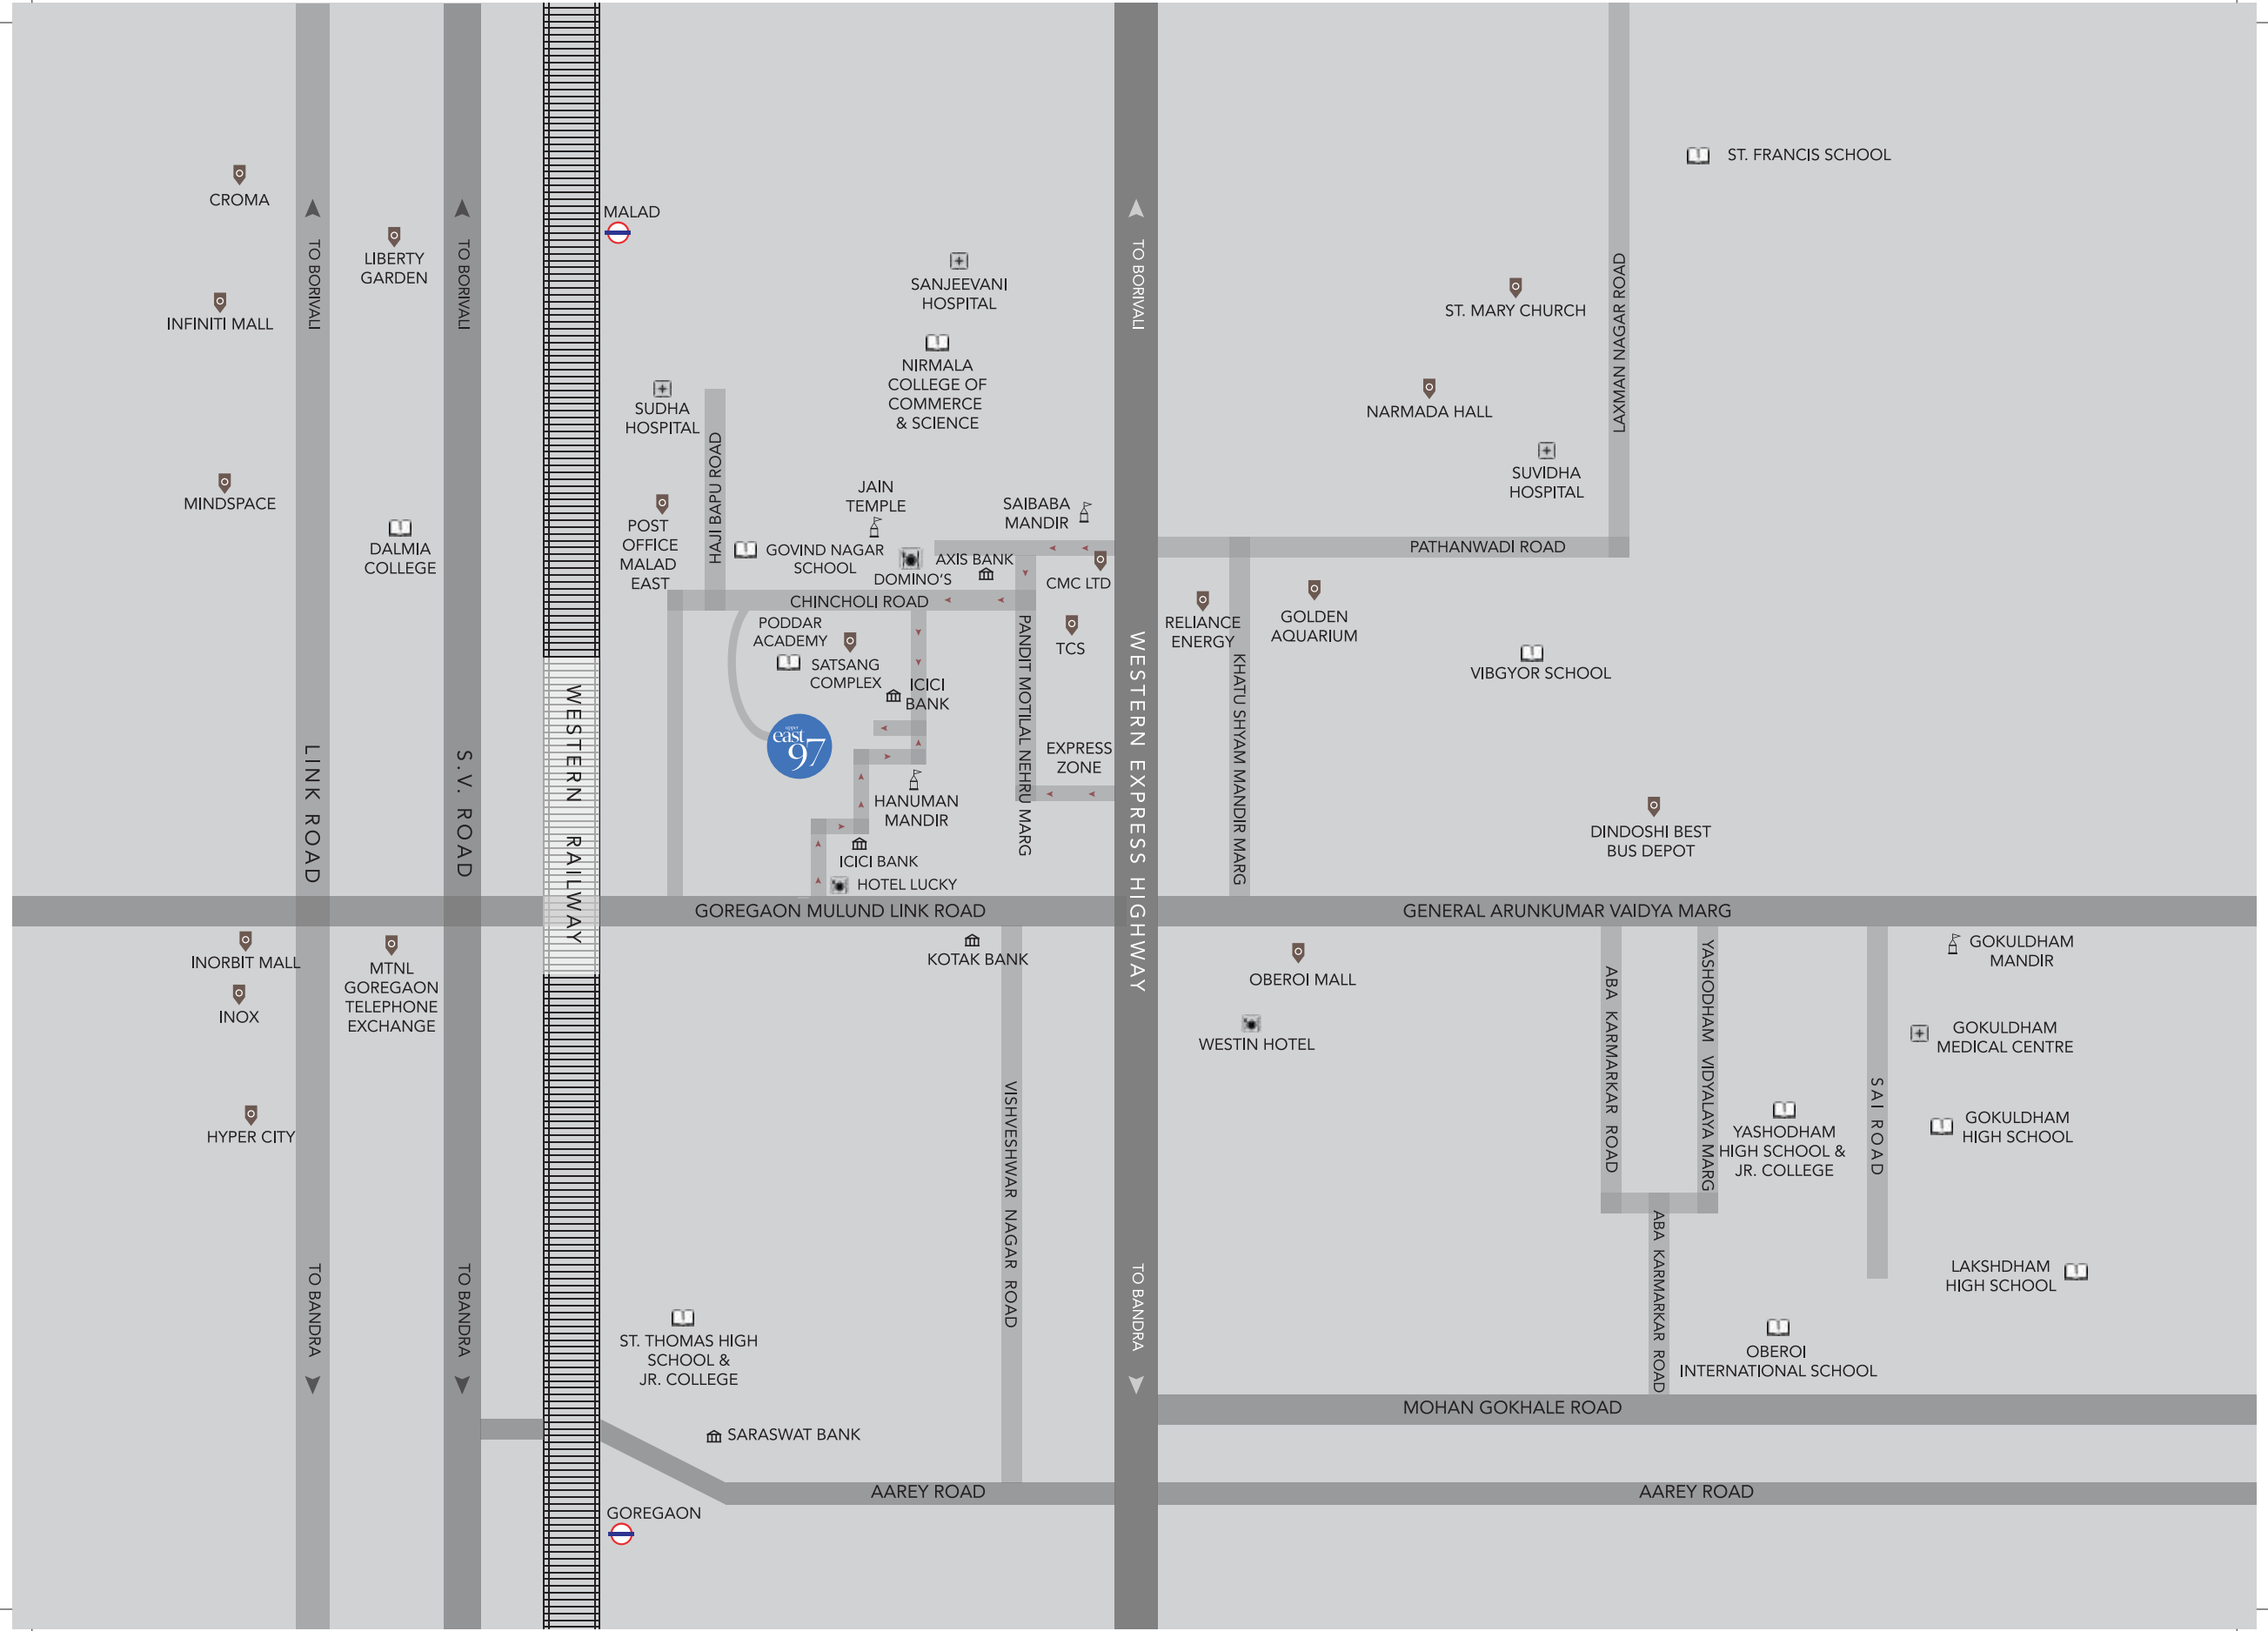 ST. FRANCIS SCHOOL
CROMA
MALAD
TO BORIVALI
TO BORIVALI
TO BORIVALI
LIBERTY
GARDEN
SANJEEVANI
HOSPITAL
LAXMAN NAGAR ROAD
ST. MARY CHURCH
INFINITI MALL
NIRMALA
COLLEGE OF
COMMERCE
& SCIENCE
SUDHA
HOSPITAL
NARMADA HALL
HAJI BAPU ROAD
SUVIDHA
HOSPITAL
MINDSPACE
JAIN
TEMPLE
SAIBABA
MANDIR
POST
OFFICE
MALAD
EAST
DALMIA
COLLEGE
GOVIND NAGAR
SCHOOL
DOMINO'S
AXIS BANK
CMC LTD
PATHANWADI ROAD
CHINCHOLI ROAD
PODDAR
ACADEMY
SATSANG
COMPLEX
PANDIT MOTILAL NEHRU MARG
TCS
RELIANCE
ENERGY
GOLDEN
AQUARIUM
KHATU SHYAM MANDIR MARG
VIBGYOR SCHOOL
ICICI
BANK
WESTERN RAILWAY
WESTERN EXPRESS HIGHWAY
LINK ROAD
S.V. ROAD
east
97
EXPRESS
ZONE
HANUMAN
MANDIR
DINDOSHI BEST
BUS DEPOT
ICICI BANK
HOTEL LUCKY
GOREGAON MULUND LINK ROAD
GENERAL ARUNKUMAR VAIDYA MARG
INORBIT MALL
MTNL
GOREGAON
TELEPHONE
EXCHANGE
INOX
KOTAK BANK
OBEROI MALL
WESTIN HOTEL
ABA KARMARKAR ROAD
YASHODHAM VIDYALAYA MARG
GOKULDHAM
MANDIR
GOKULDHAM
MEDICAL CENTRE
HYPER CITY
VISHVESHWAR NAGAR ROAD
YASHODHAM
HIGH SCHOOL &
JR. COLLEGE
SAI ROAD
GOKULDHAM
HIGH SCHOOL
TO BANDRA
TO BANDRA
TO BANDRA
ABA KARMARKAR ROAD
LAKSHDHAM
HIGH SCHOOL
ST. THOMAS HIGH
SCHOOL &
JR. COLLEGE
OBEROI
INTERNATIONAL SCHOOL
MOHAN GOKHALE ROAD
SARASWAT BANK
AAREY ROAD
AAREY ROAD
GOREGAON